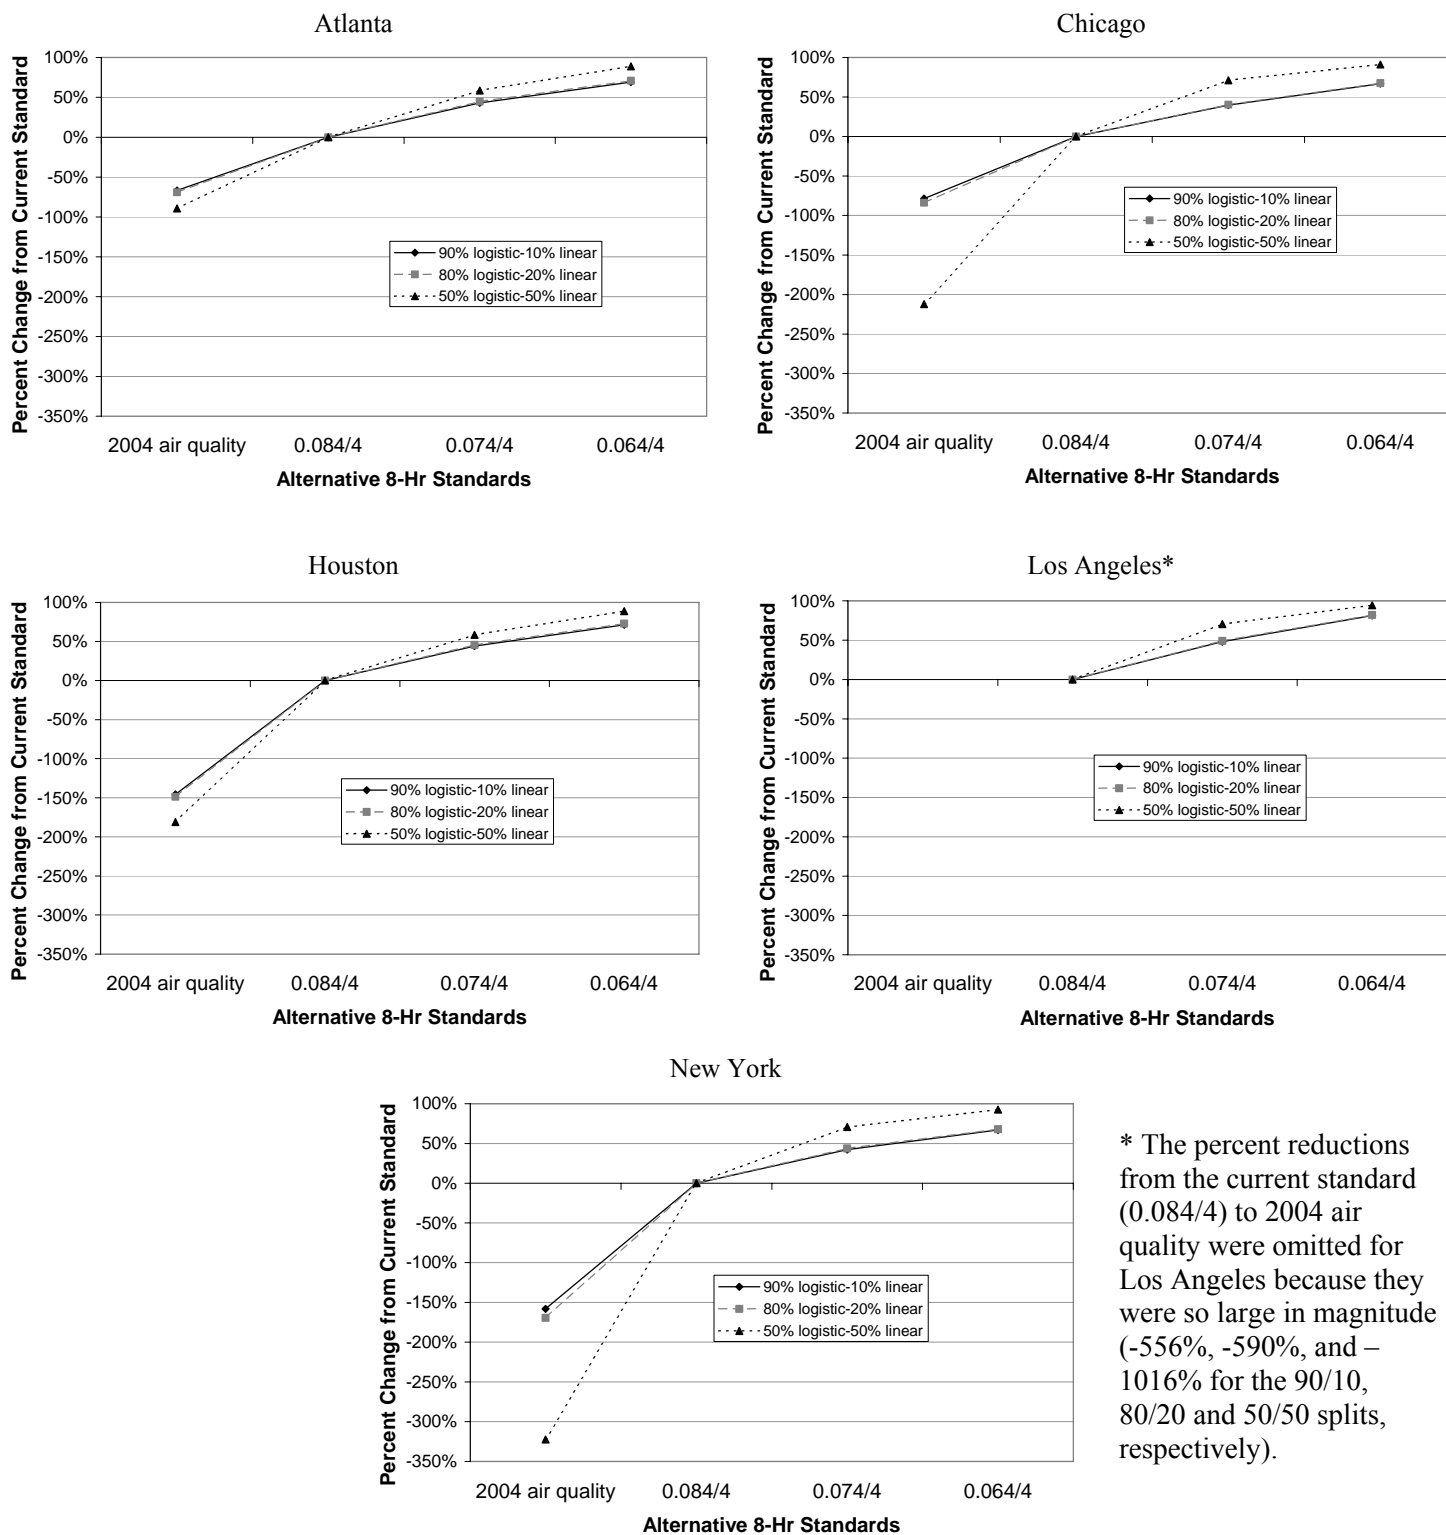 Atlanta
Percent Change from Current Standard
100%
50%
0%
-50%
-100%
-150%
-200%
-250%
-300%
-350%
90% logistic-10% linear
80% logistic-20% linear
50% logistic-50% linear
2004 air quality 0.084/4 0.074/4 0.064/4
Alternative 8-Hr Standards
Chicago
Percent Change from Current Standard
100%
50%
0%
-50%
-100%
-150%
-200%
-250%
-300%
-350%
90% logistic-10% linear
80% logistic-20% linear
50% logistic-50% linear
2004 air quality 0.084/4 0.074/4 0.064/4
Alternative 8-Hr Standards
Houston
Percent Change from Current Standard
100%
50%
0%
-50%
-100%
-150%
-200%
-250%
-300%
-350%
90% logistic-10% linear
80% logistic-20% linear
50% logistic-50% linear
2004 air quality 0.084/4 0.074/4 0.064/4
Alternative 8-Hr Standards
Los Angeles*
Percent Change from Current Standard
100%
50%
0%
-50%
-100%
-150%
-200%
-250%
-300%
-350%
90% logistic-10% linear
80% logistic-20% linear
50% logistic-50% linear
2004 air quality 0.084/4 0.074/4 0.064/4
Alternative 8-Hr Standards
New York
Percent Change from Current Standard
100%
50%
0%
-50%
-100%
-150%
-200%
-250%
-300%
-350%
90% logistic-10% linear
80% logistic-20% linear
50% logistic-50% linear
2004 air quality 0.084/4 0.074/4 0.064/4
Alternative 8-Hr Standards
* The percent reductions
from the current standard
(0.084/4) to 2004 air
quality were omitted for
Los Angeles because they
were so large in magnitude
(-556%, -590%, and –
1016% for the 90/10,
80/20 and 50/50 splits,
respectively).